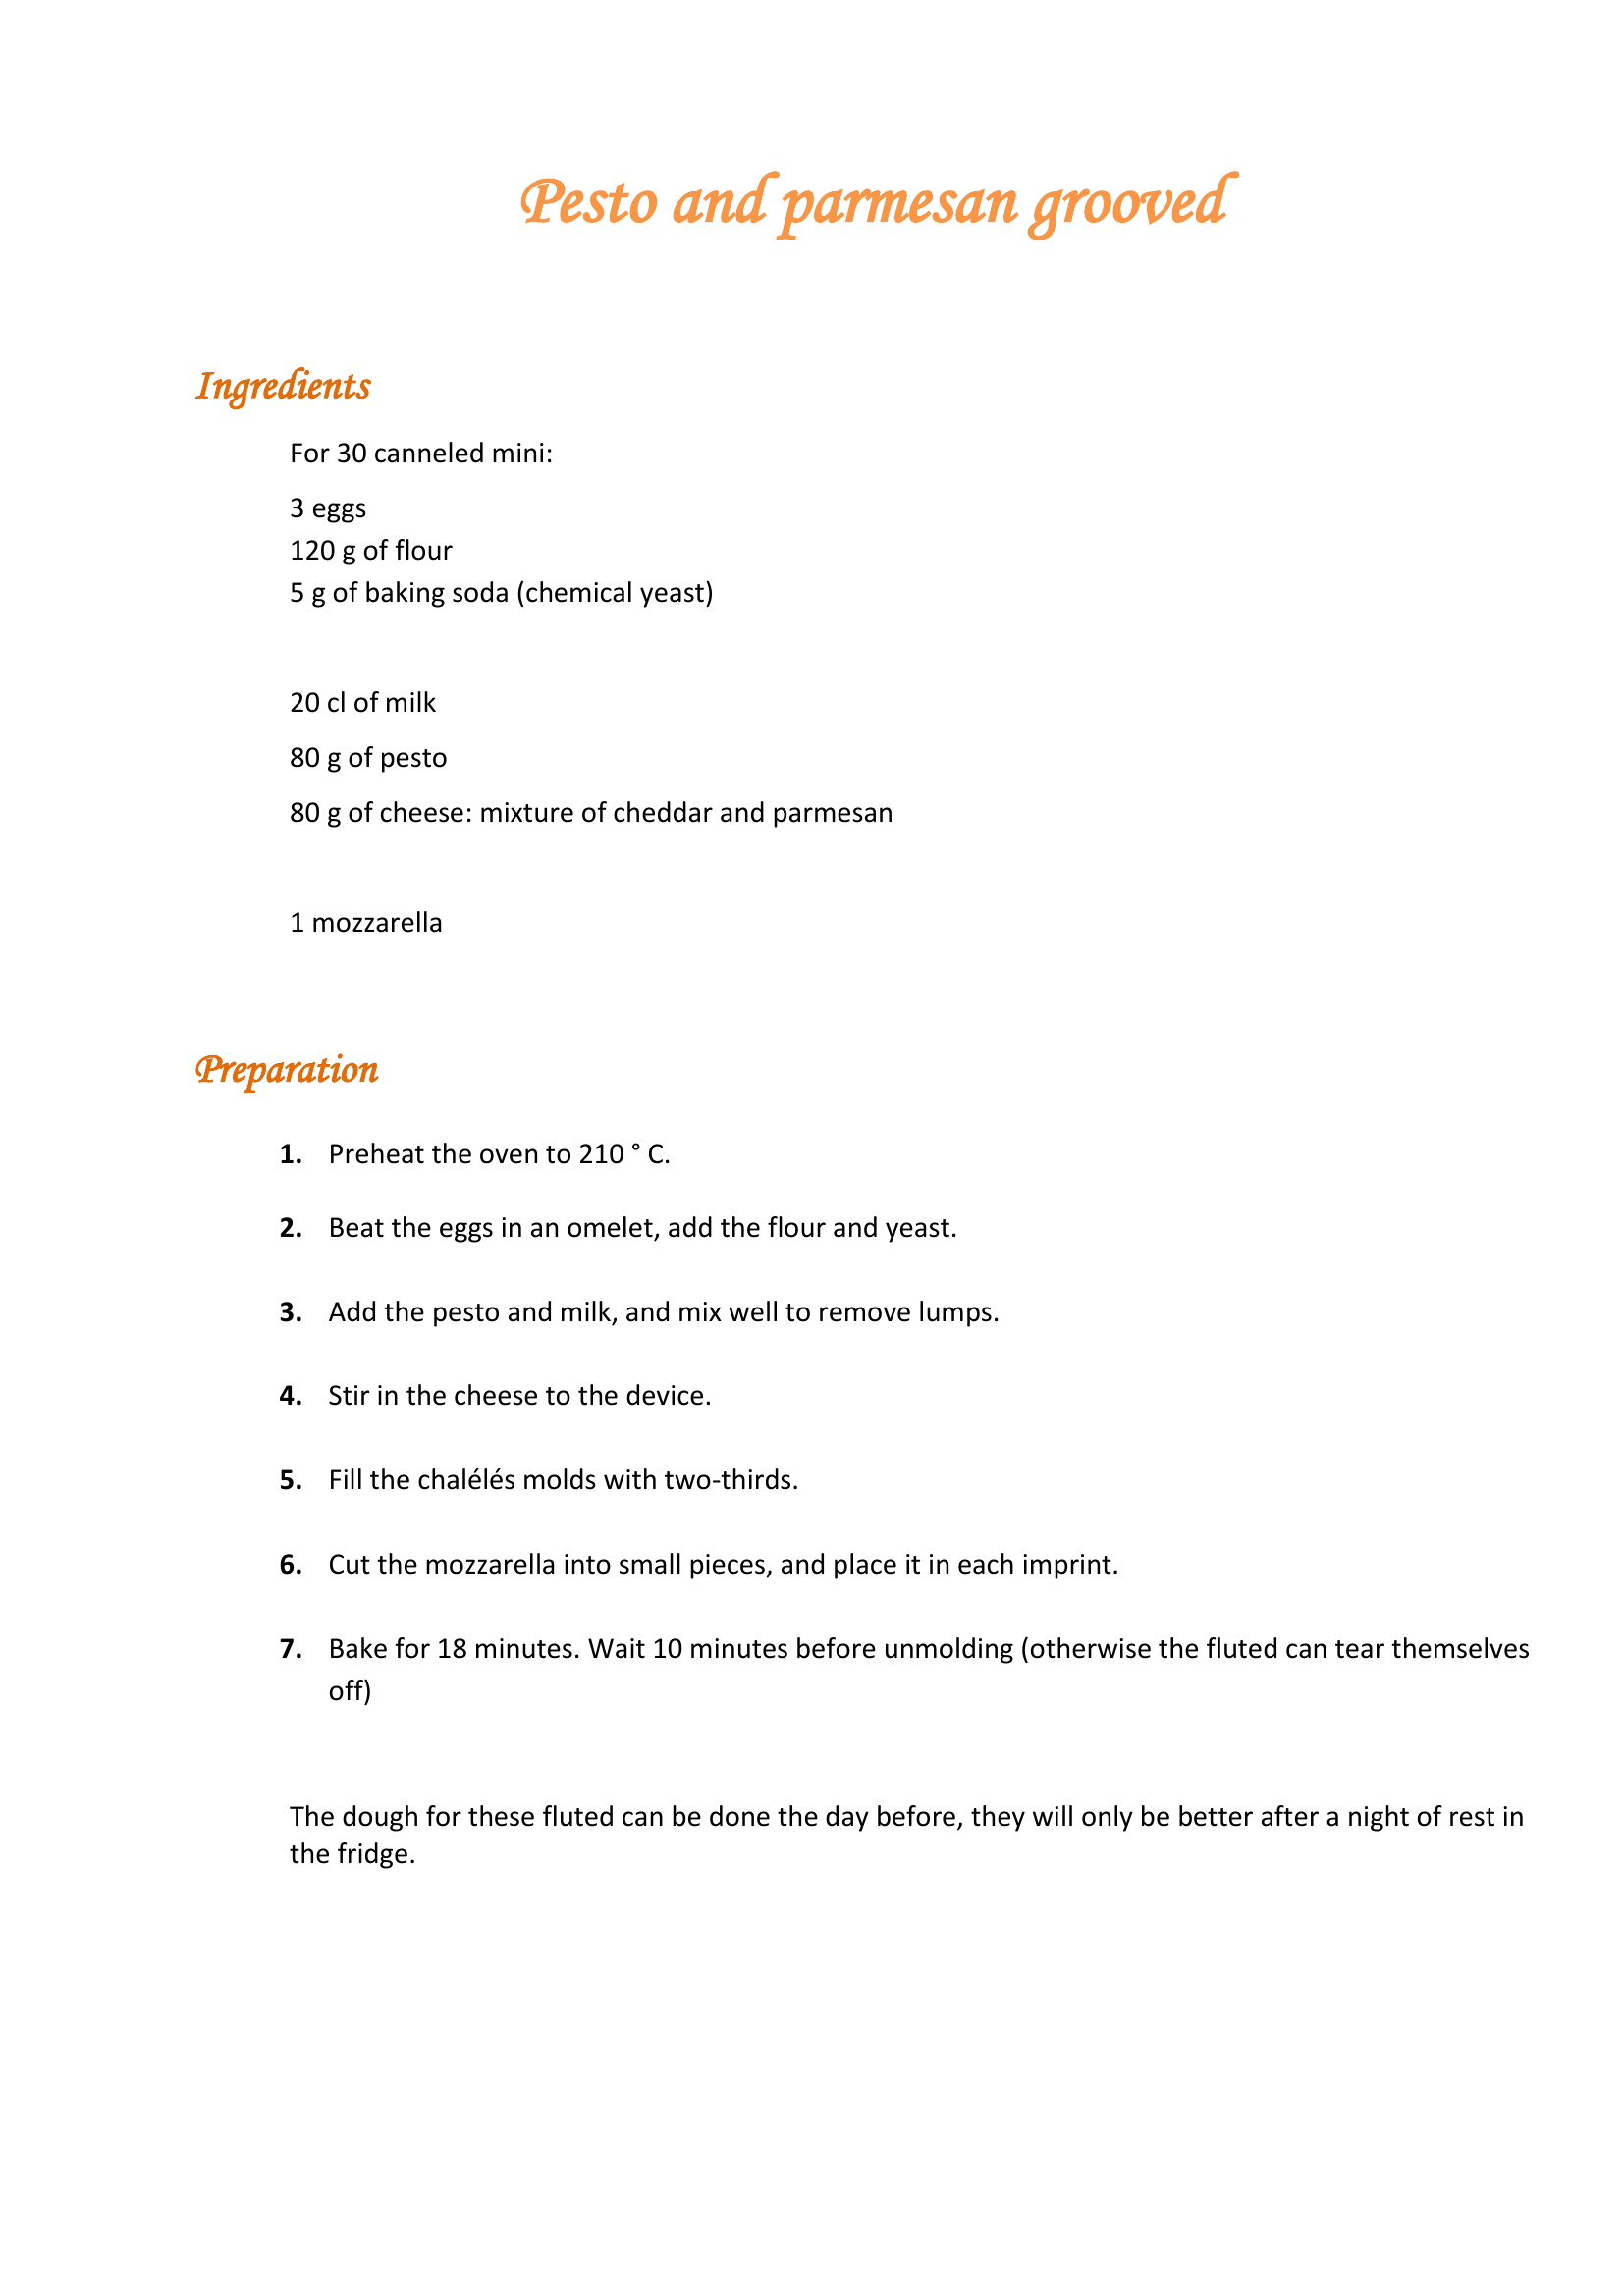 Pesto and parmesan grooved
Ingredients
For 30 canneled mini:
3 eggs
120 g of flour
5 g of baking soda (chemical yeast)
20 cl of milk
80 g of pesto
80 g of cheese: mixture of cheddar and parmesan
1 mozzarella
Preparation
1. Preheat the oven to 210 ° C.
2. Beat the eggs in an omelet, add the flour and yeast.
3. Add the pesto and milk, and mix well to remove lumps.
4. Stir in the cheese to the device.
5. Fill the chalélés molds with two-thirds.
6. Cut the mozzarella into small pieces, and place it in each imprint.
7. Bake for 18 minutes. Wait 10 minutes before unmolding (otherwise the fluted can tear themselves
off)
The dough for these fluted can be done the day before, they will only be better after a night of rest in
the fridge.